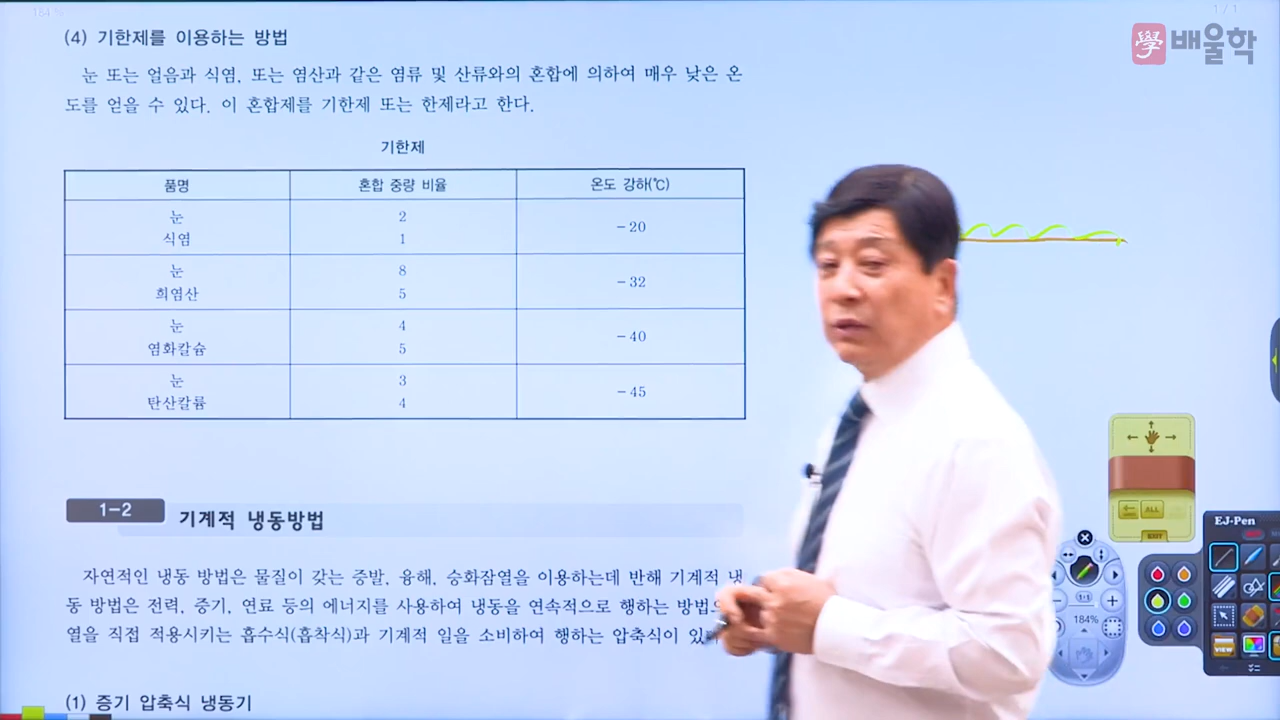 184 %
1 / 1
學 배울학
(4) 기한제를 이용하는 방법
눈 또는 얼음과 식염, 또는 염산과 같은 염류 및 산류와의 혼합에 의하여 매우 낮은 온
도를 얻을 수 있다. 이 혼합제를 기한제 또는 한제라고 한다.
기한제
품명 혼합 중량 비율 온도 강하(℃)
눈 2
식염 1
－20
눈 8
희염산 5
－32
눈 4
염화칼슘 5
－40
눈 3
탄산칼륨 4
－45
1-2 기계적 냉동방법
자연적인 냉동 방법은 물질이 갖는 증발, 융해, 승화잠열을 이용하는데 반해 기계적 냉
동 방법은 전력, 증기, 연료 등의 에너지를 사용하여 냉동을 연속적으로 행하는
열을 직접 적용시키는 흡수식(흡착식)과 기계적 일을 소비하여 행하는 압축식이
(1) 증기 압축식 냉동기
ALL
EXIT
EJ-Pen
(1:1)
184%
VIEW